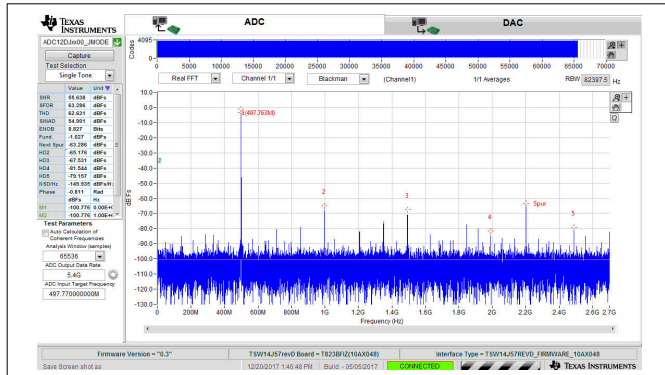 TEXAS INSTRUMENTS
ADC
DAC
ADC12DJxx00_JMODE
Capture
Test Selection
Single Tone
Value Unit
SNR 55.638 dBFs
SFDR 63.286 dBFs
THD 62.631 dBFs
SINAD 54.901 dBFs
ENOB 8.827 Bits
Fund. -1.027 dBFs
Next Spur -63.286 dBFs
HD2 -65.176 dBFs
HD3 -67.521 dBFs
HD4 -81.544 dBFs
HD5 -79.157 dBFs
NSD/Hz -149.935 dBFs/H
Phase -0.811 Rad
dBFs Hz
M1 -100.776 0.00E+
M2 -100.776 1.00E+
Test Parameters
Auto Calculation of
Coherent Frequencies
Analysis Window (samples)
65536
ADC Output Data Rate
5.4G
ADC Input Target Frequency
497.770000000M
Codes
4095
0
0 5000 10000 15000 20000 25000 30000 35000 40000 45000 50000 55000 60000 65000 70000
Real FFT Channel 1/1 Blackman (Channel1) 1/1 Averages RBW 82397.5 Hz
dBFs
10.0
0.0
-10.0
-20.0
-30.0
-40.0
-50.0
-60.0
-70.0
-80.0
-90.0
-100.0
-110.0
-120.0
-130.0
(497.763M)
2
3
4
Spur
5
0 200M 400M 600M 800M 1G 1.2G 1.4G 1.6G 1.8G 2G 2.2G 2.4G 2.6G 2.7G
Frequency (Hz)
Firmware Version = "0.3" TSW14J57revD Board = T823BFIZ(10AX048) Interface Type = TSW14J57REVD_FIRMWARE_10AX048
Save Screen shot as 12/20/2017 1:46:48 PM Build - 05/05/2017 CONNECTED TEXAS INSTRUMENTS